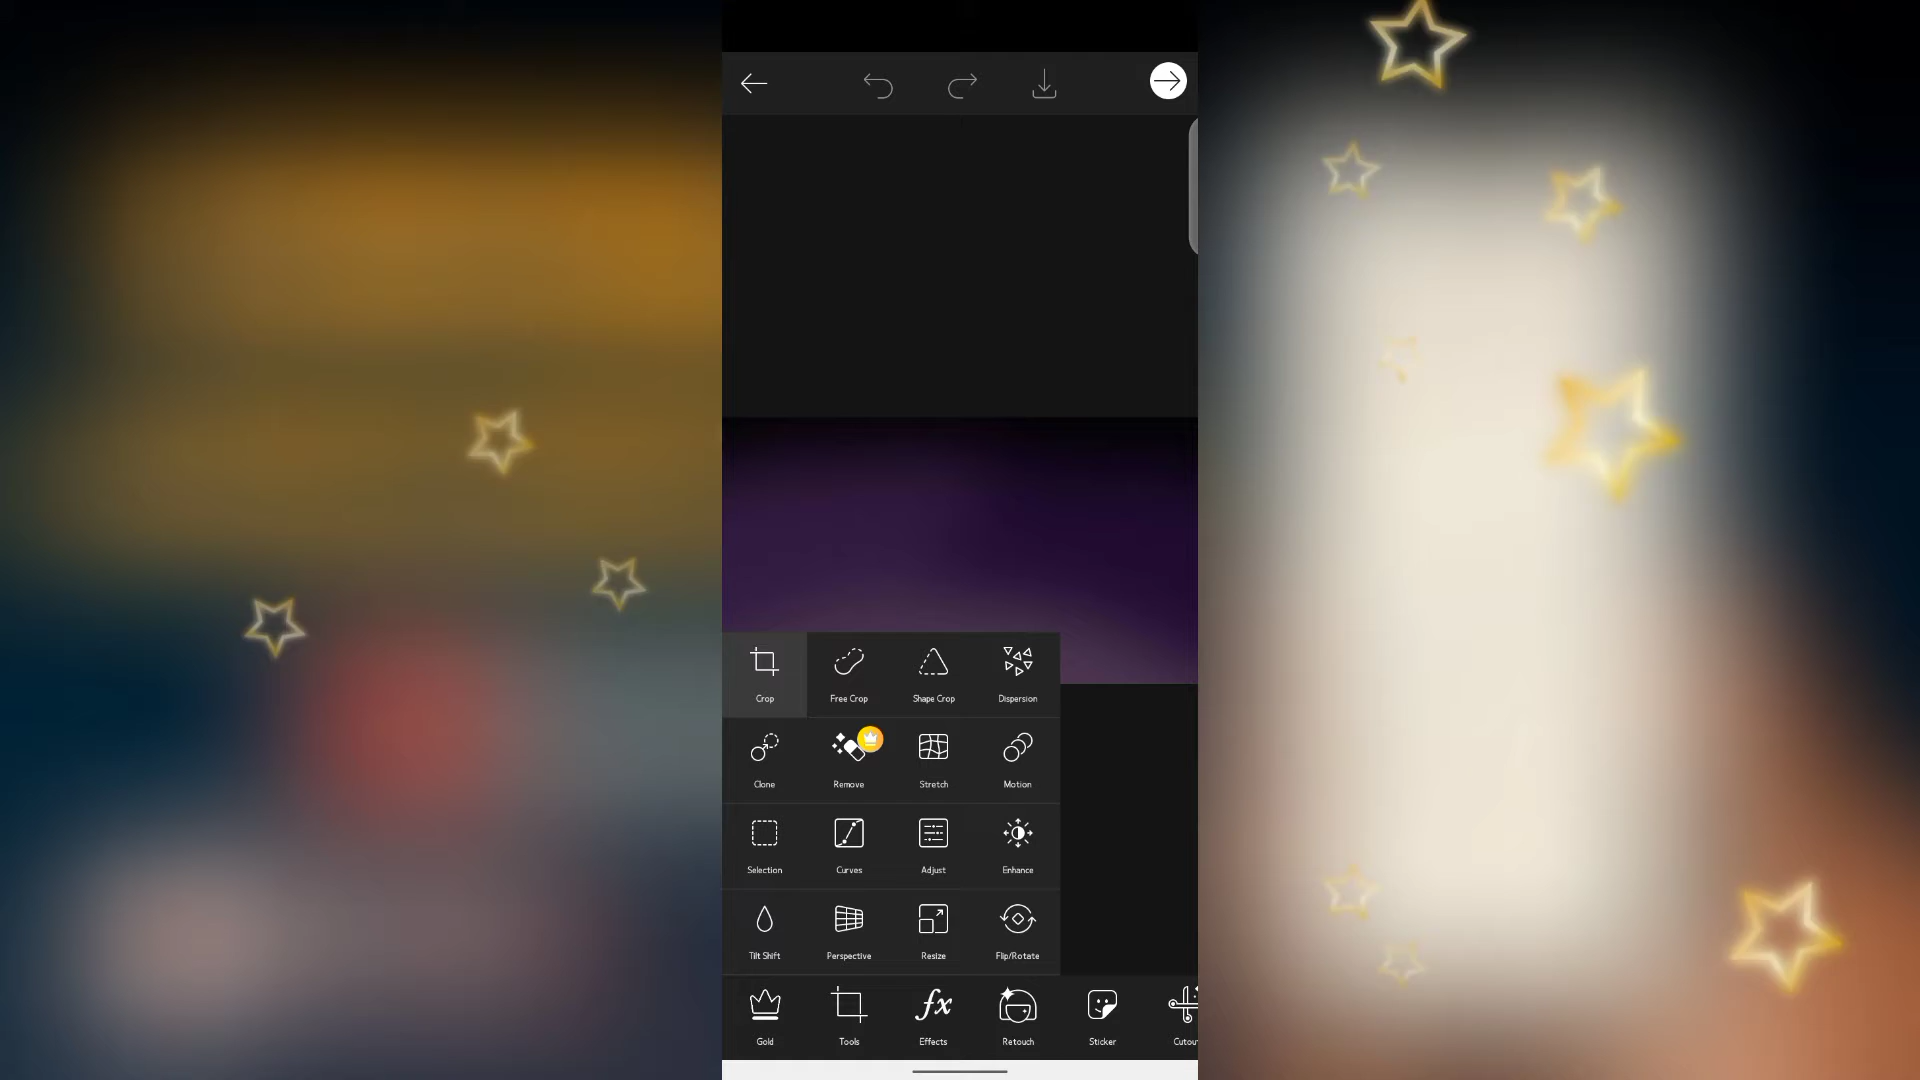 Crop Free Crop Shape Crop Dispersion
Clone Remove Stretch Motion
Selection Curves Adjust Enhance
Tilt Shift Perspective Resize Flip/Rotate
Gold Tools Effects Retouch Sticker Cutou